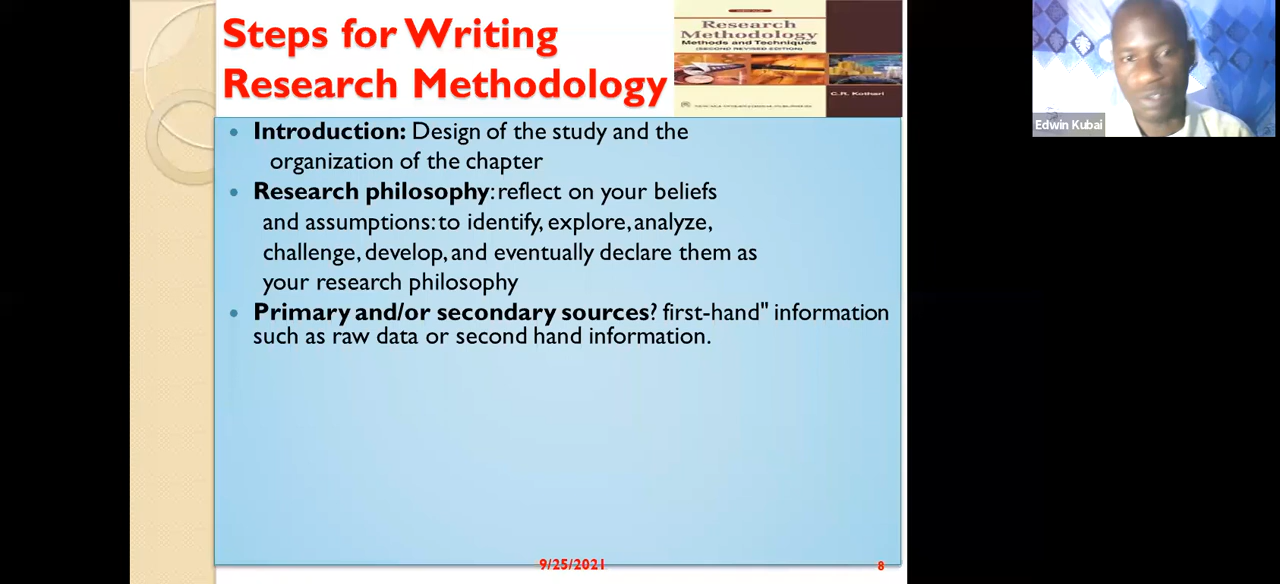 Steps for Writing
Research Methodology
Research
Methodology
Methods and Techniques
(SECOND REVISED EDITION)
C.R. Kothari
Edwin Kubai
• Introduction: Design of the study and the
organization of the chapter
• Research philosophy: reflect on your beliefs
and assumptions: to identify, explore, analyze,
challenge, develop, and eventually declare them as
your research philosophy
• Primary and/or secondary sources? first-hand" information
such as raw data or second hand information.
9/25/2021
8